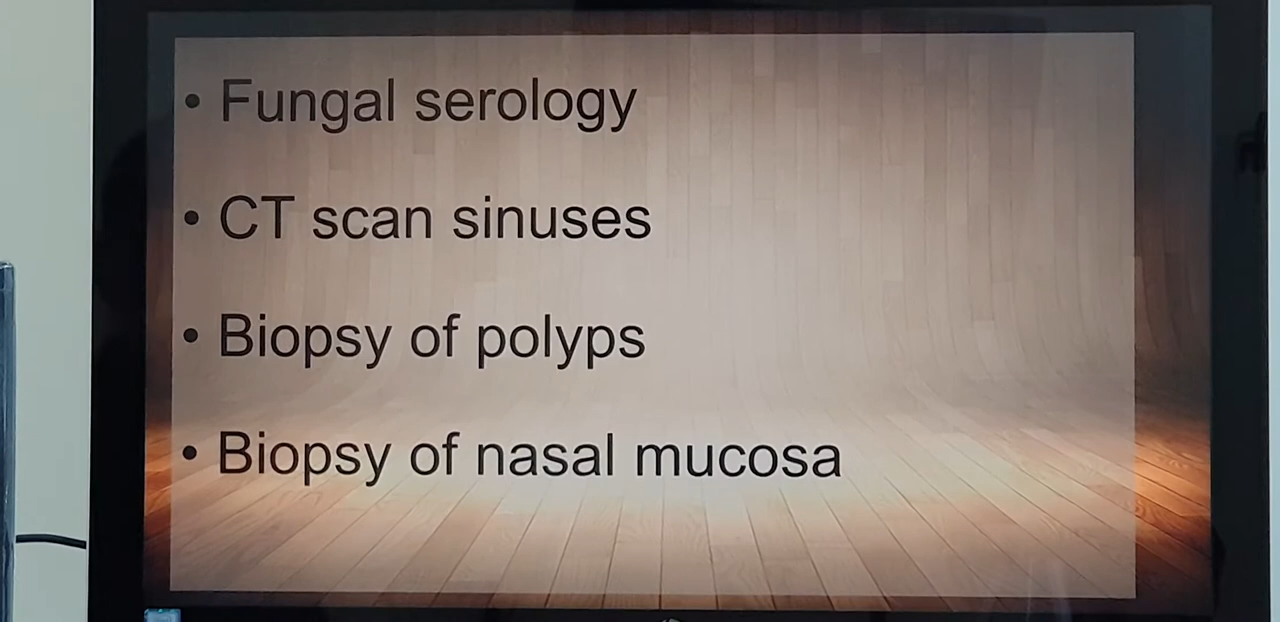 • Fungal serology
• CT scan sinuses
• Biopsy of polyps
• Biopsy of nasal mucosa